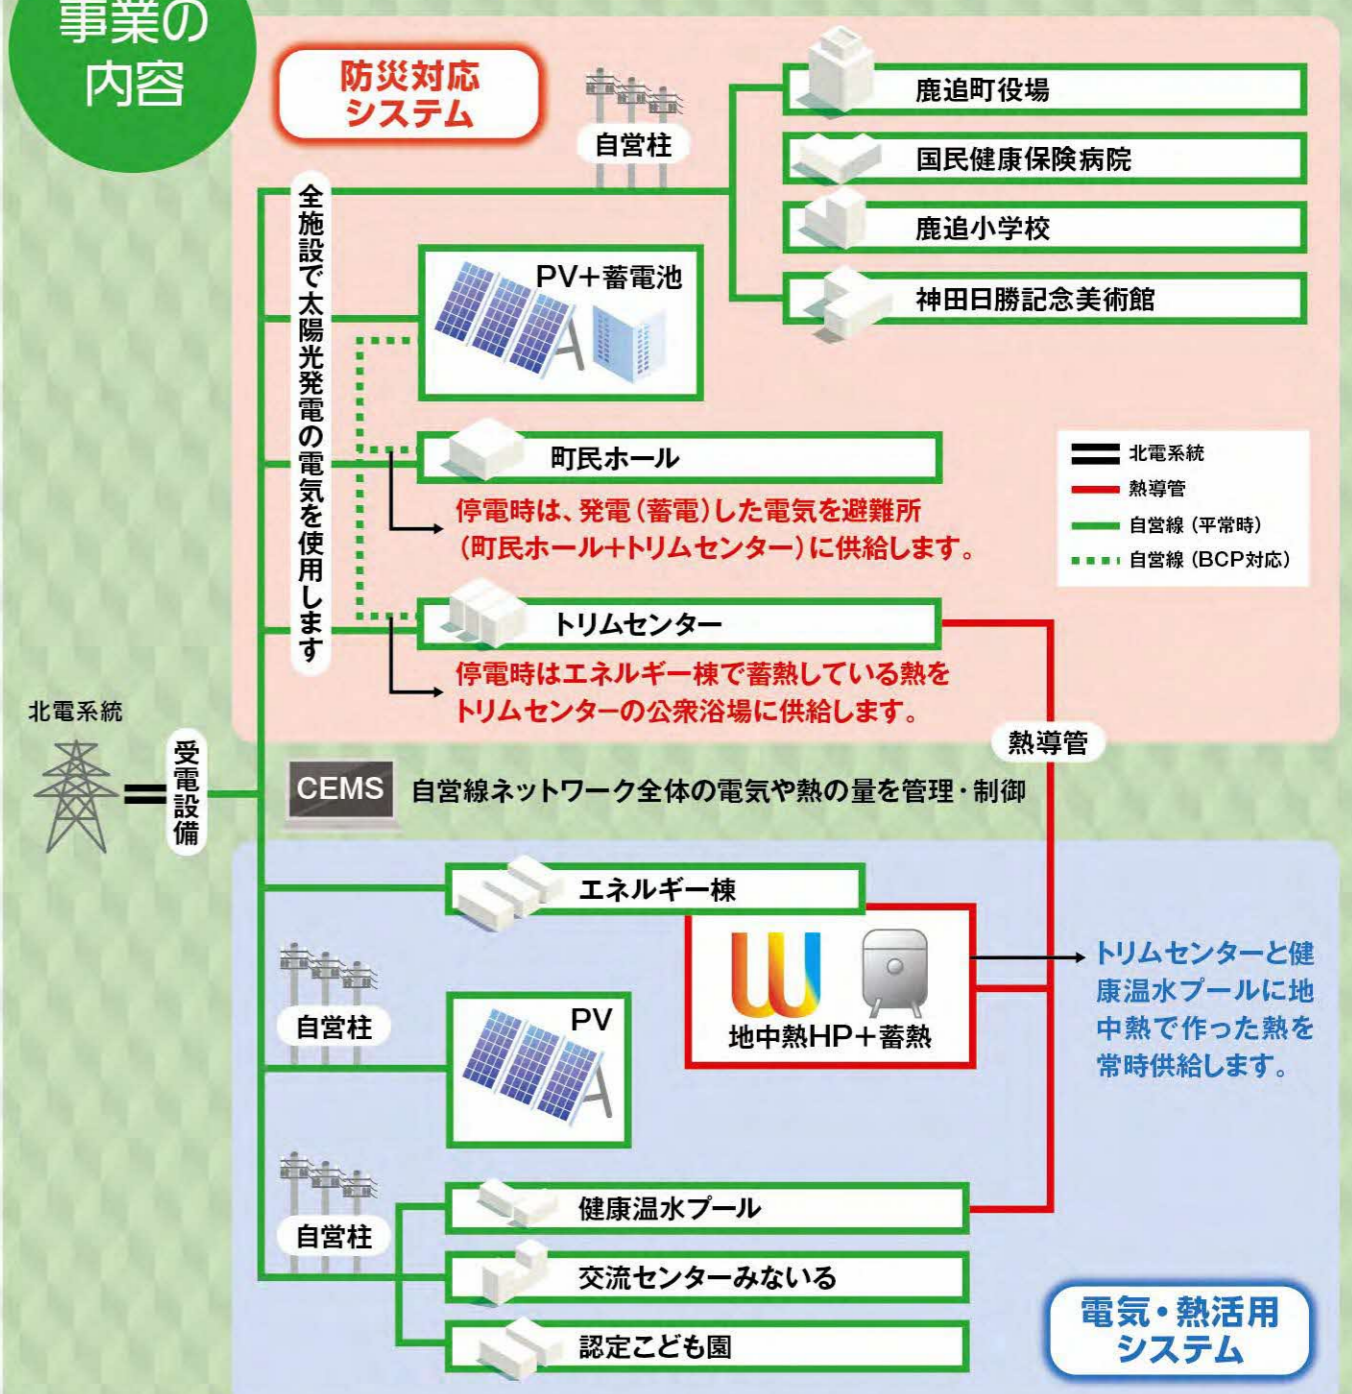 事業の
内容
防災対応
システム
自営柱
鹿追町役場
国民健康保険病院
鹿追小学校
神田日勝記念美術館
全施設で太陽光発電の電気を使用します
PV+蓄電池
町民ホール
停電時は、発電（蓄電）した電気を避難所
（町民ホール+トリムセンター）に供給します。
北電系統
熱導管
自営線（平常時）
自営線（BCP対応）
トリムセンター
停電時はエネルギー棟で蓄熱している熱を
トリムセンターの公衆浴場に供給します。
北電系統
受電設備
熱導管
CEMS
自営線ネットワーク全体の電気や熱の量を管理・制御
エネルギー棟
地中熱HP+蓄熱
トリムセンターと健
康温水プールに地
中熱で作った熱を
常時供給します。
自営柱
PV
自営柱
健康温水プール
交流センターみないる
認定こども園
電気・熱活用
システム